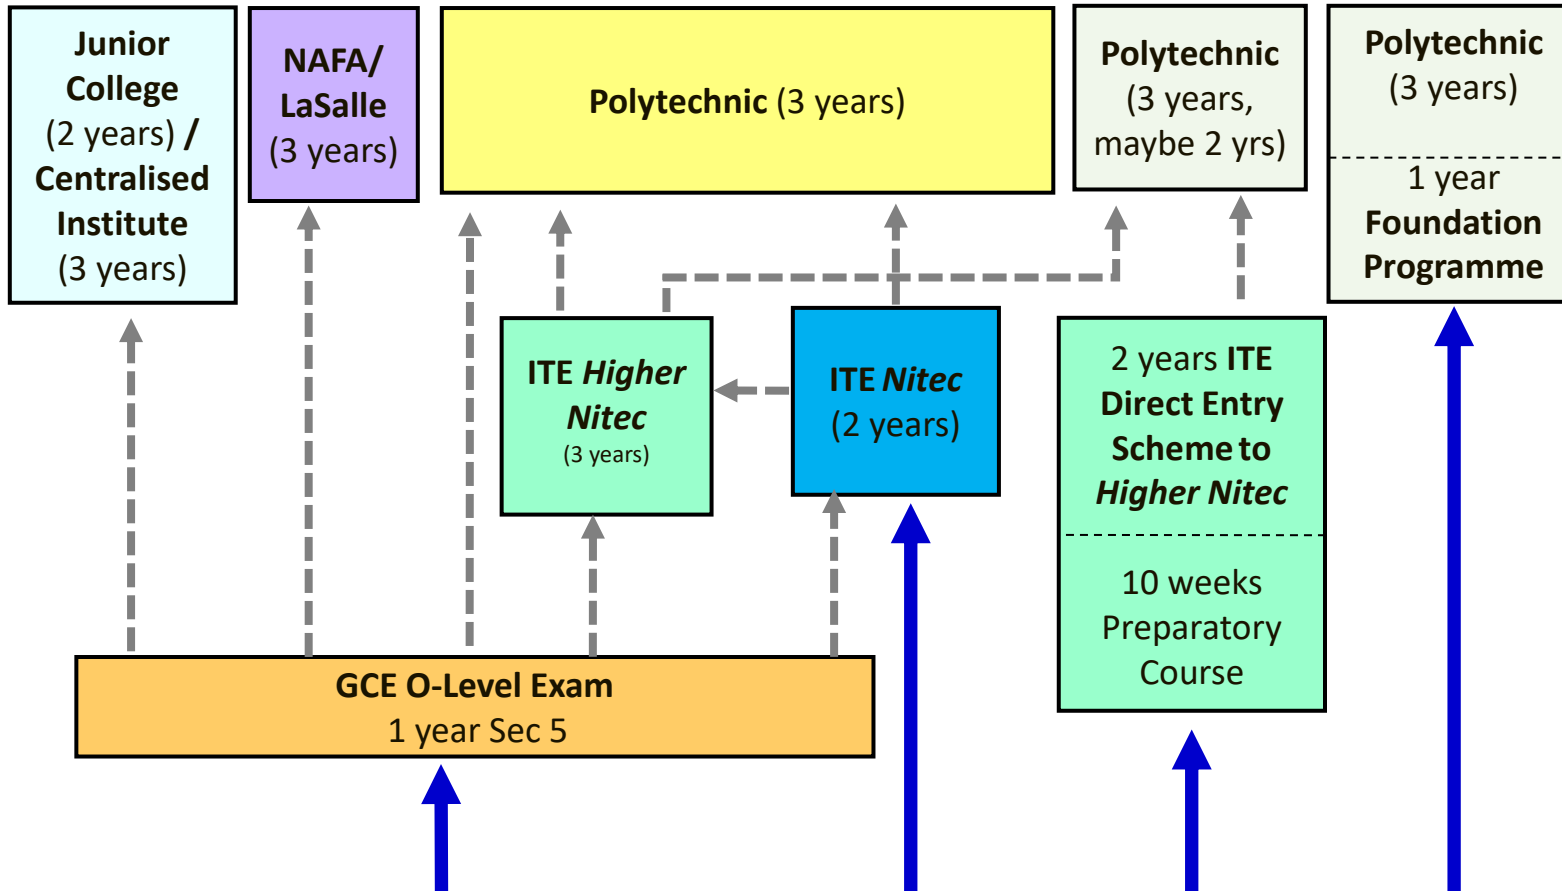 Junior
College
(2 years) /
Centralised
Institute
(3 years)
NAFA/
LaSalle
(3 years)
Polytechnic (3 years)
Polytechnic
(3 years,
maybe 2 yrs)
Polytechnic
(3 years)
1 year
Foundation
Programme
ITE Higher
Nitec
(3 years)
ITE Nitec
(2 years)
2 years ITE
Direct Entry
Scheme to
Higher Nitec
10 weeks
Preparatory
Course
GCE O-Level Exam
1 year Sec 5